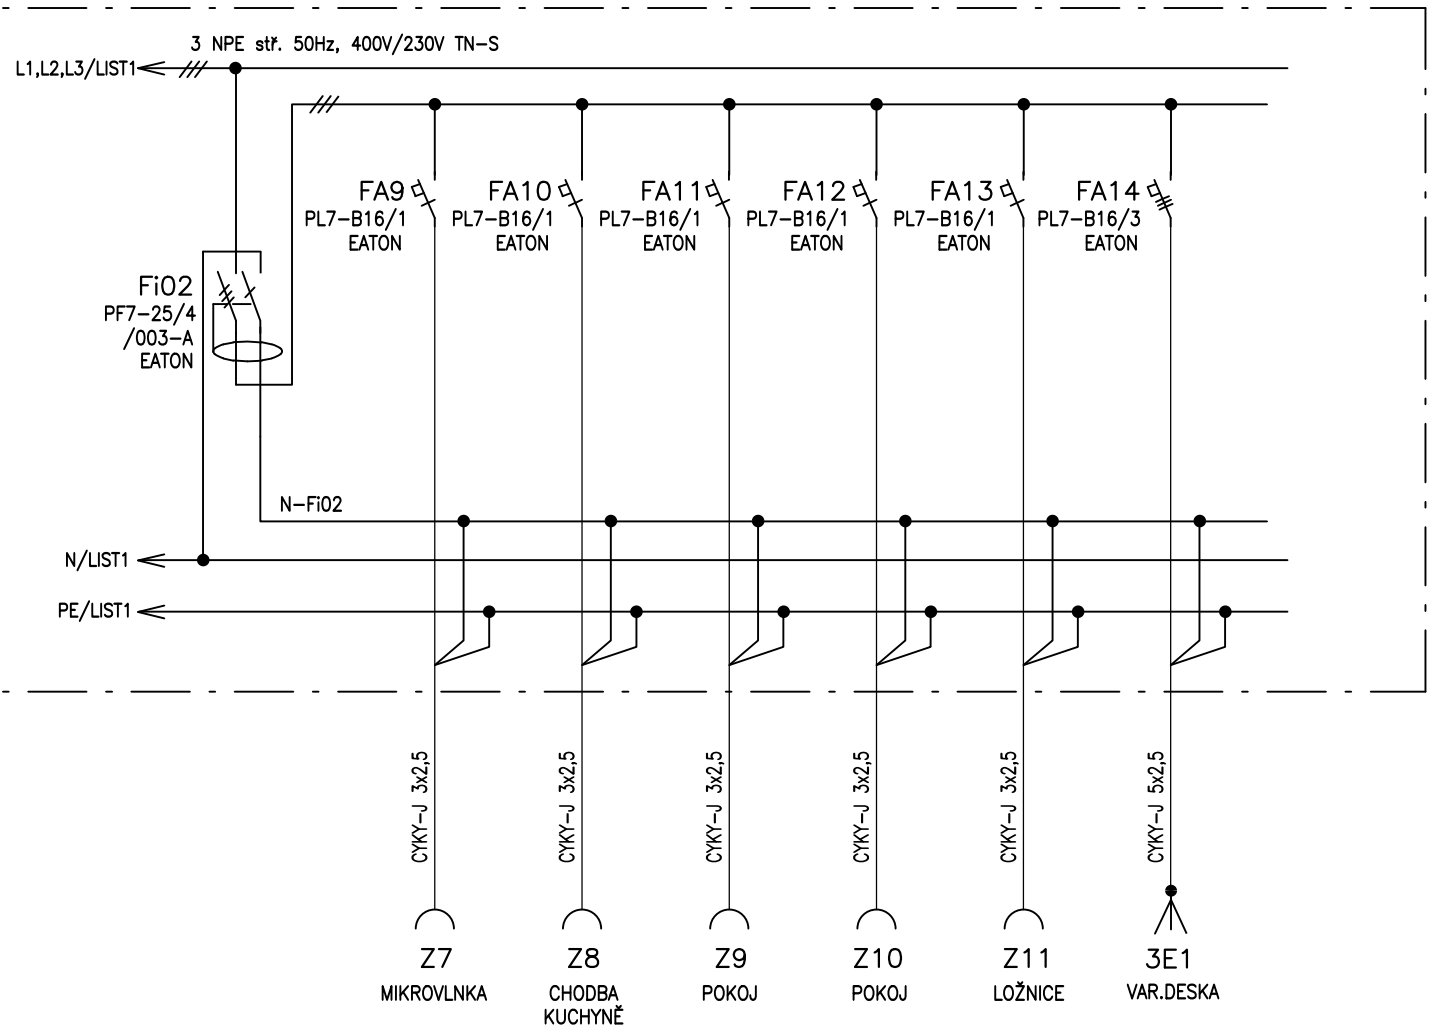 3 NPE stř. 50Hz, 400V/230V TN-S
L1,L2,L3/LIST1
FA9
PL7-B16/1
EATON
FA10
PL7-B16/1
EATON
FA11
PL7-B16/1
EATON
FA12
PL7-B16/1
EATON
FA13
PL7-B16/1
EATON
FA14
PL7-B16/3
EATON
Fi02
PF7-25/4
/003-A
EATON
N-Fi02
N/LIST1
PE/LIST1
CYKY-J 3x2,5
CYKY-J 3x2,5
CYKY-J 3x2,5
CYKY-J 3x2,5
CYKY-J 3x2,5
CYKY-J 5x2,5
Z7
MIKROVLNKA
Z8
CHODBA
KUCHYNĚ
Z9
POKOJ
Z10
POKOJ
Z11
LOŽNICE
3E1
VAR.DESKA